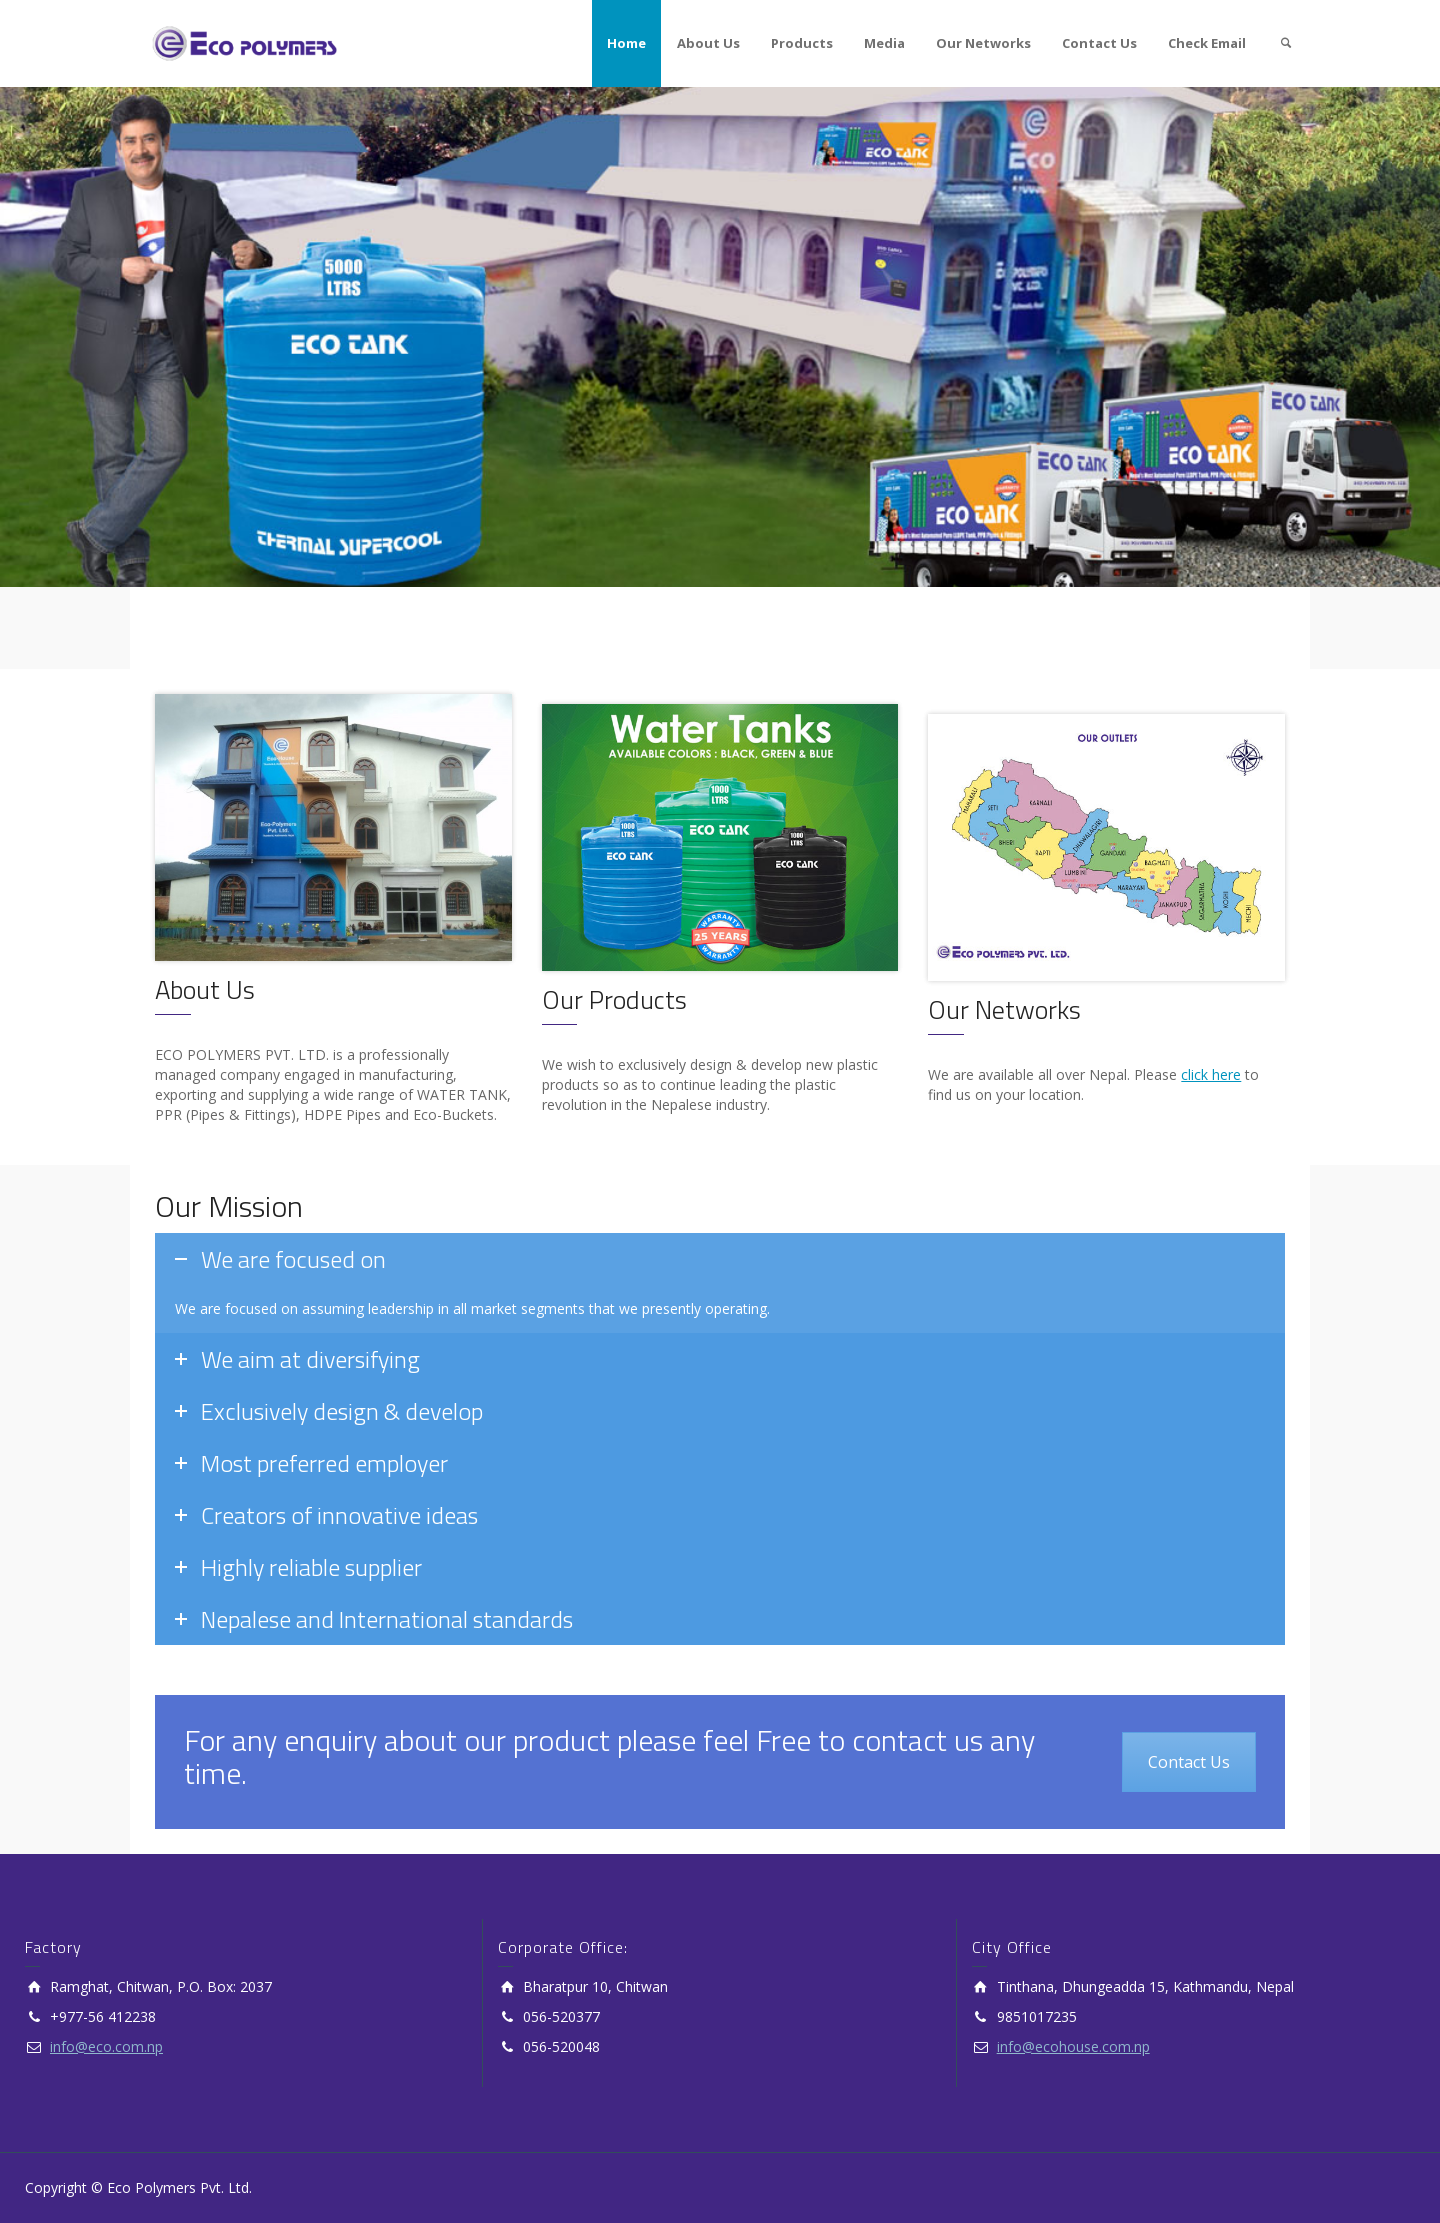 ECO POLYMERS
Home
About Us
Products
Media
Our Networks
Contact Us
Check Email
ECO TANK
Eco
ECO TANKS
5000
LTRS
ECO TANK
THERMAL SUPERCOOL
ECO TANK
ECO TANK
ECO TANK
ECO TANK
Water Tanks
AVAILABLE COLORS : BLACK, GREEN & BLUE
1000
LTRS
ECO TANK
1000
LTRS
ECO TANK
1000
LTRS
ECO TANK
WARRANTY
25 YEARS
WARRANTY
Eco-Polymers
Pvt. Ltd.
OUR OUTLETS
MAHAKALI
SETI
KARNALI
BHERI
RAPTI
DHAWALAGIRI
GANDAKI
LUMBINI
BAGMATI
NARAYANI
JANAKPUR
SAGARMATHA
KOSHI
MECHI
ECO POLYMERS PVT. LTD.
About Us
ECO POLYMERS PVT. LTD. is a professionally
managed company engaged in manufacturing,
exporting and supplying a wide range of WATER TANK,
PPR (Pipes & Fittings), HDPE Pipes and Eco-Buckets.
Our Products
We wish to exclusively design & develop new plastic
products so as to continue leading the plastic
revolution in the Nepalese industry.
Our Networks
We are available all over Nepal. Please click here to
find us on your location.
Our Mission
We are focused on
We are focused on assuming leadership in all market segments that we presently operating.
We aim at diversifying
Exclusively design & develop
Most preferred employer
Creators of innovative ideas
Highly reliable supplier
Nepalese and International standards
For any enquiry about our product please feel Free to contact us any
time.
Contact Us
Factory
Ramghat, Chitwan, P.O. Box: 2037
+977-56 412238
info@eco.com.np
Corporate Office:
Bharatpur 10, Chitwan
056-520377
056-520048
City Office
Tinthana, Dhungeadda 15, Kathmandu, Nepal
9851017235
info@ecohouse.com.np
Copyright © Eco Polymers Pvt. Ltd.